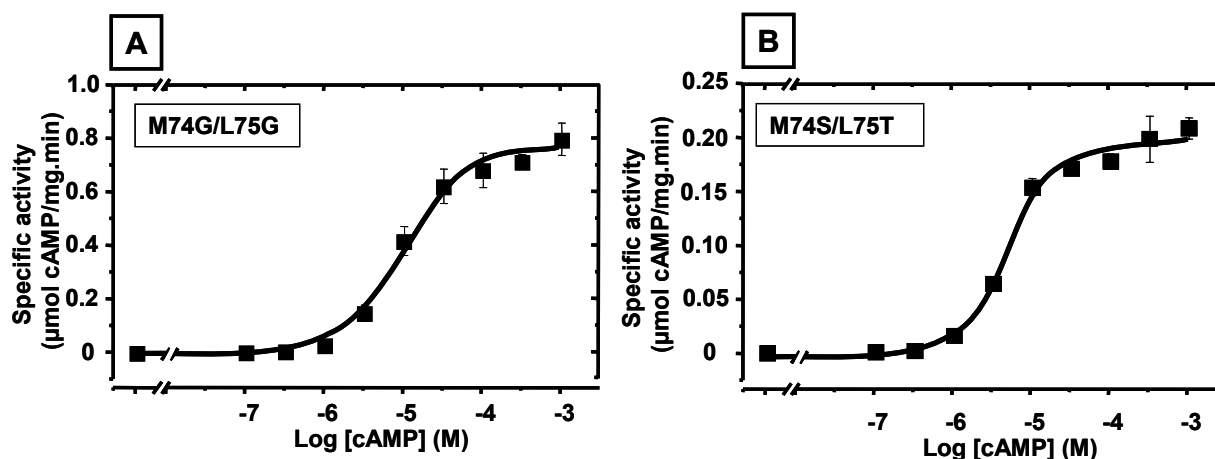 A
1.0
0.8
0.6
0.4
0.2
0
M74G/L75G
Specific activity
(µmol cAMP/mg.min)
-7 -6 -5 -4 -3
Log [cAMP] (M)
B
0.25
0.20
0.15
0.10
0.05
0
M74S/L75T
Specific activity
(µmol cAMP/mg.min)
-7 -6 -5 -4 -3
Log [cAMP] (M)